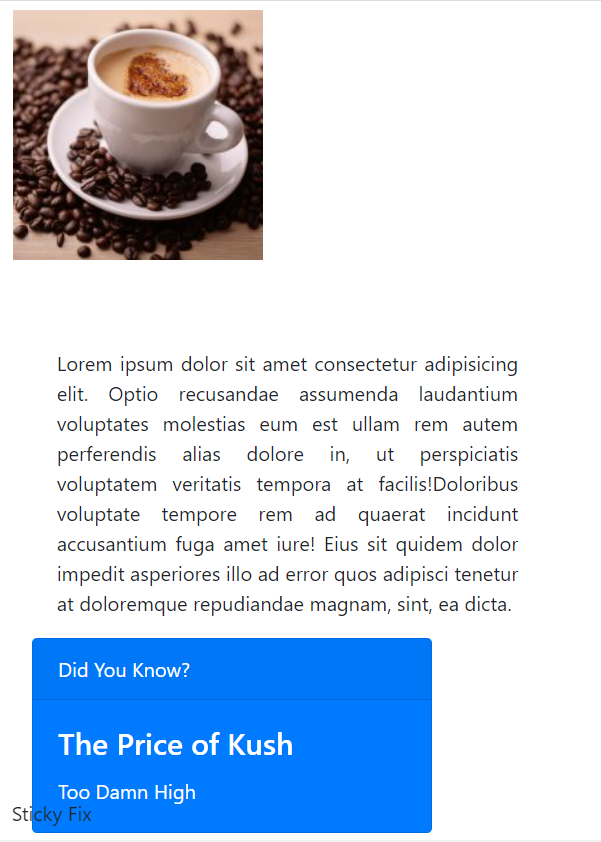 Lorem ipsum dolor sit amet consectetur adipisicing
elit. Optio recusandae assumenda laudantium
voluptates molestias eum est ullam rem autem
perferendis alias dolore in, ut perspiciatis
voluptatem veritatis tempora at facilis!Doloribus
voluptate tempore rem ad quaerat incidunt
accusantium fuga amet iure! Eius sit quidem dolor
impedit asperiores illo ad error quos adipisci tenetur
at doloremque repudiandae magnam, sint, ea dicta.
Did You Know?
The Price of Kush
Too Damn High
Sticky Fix